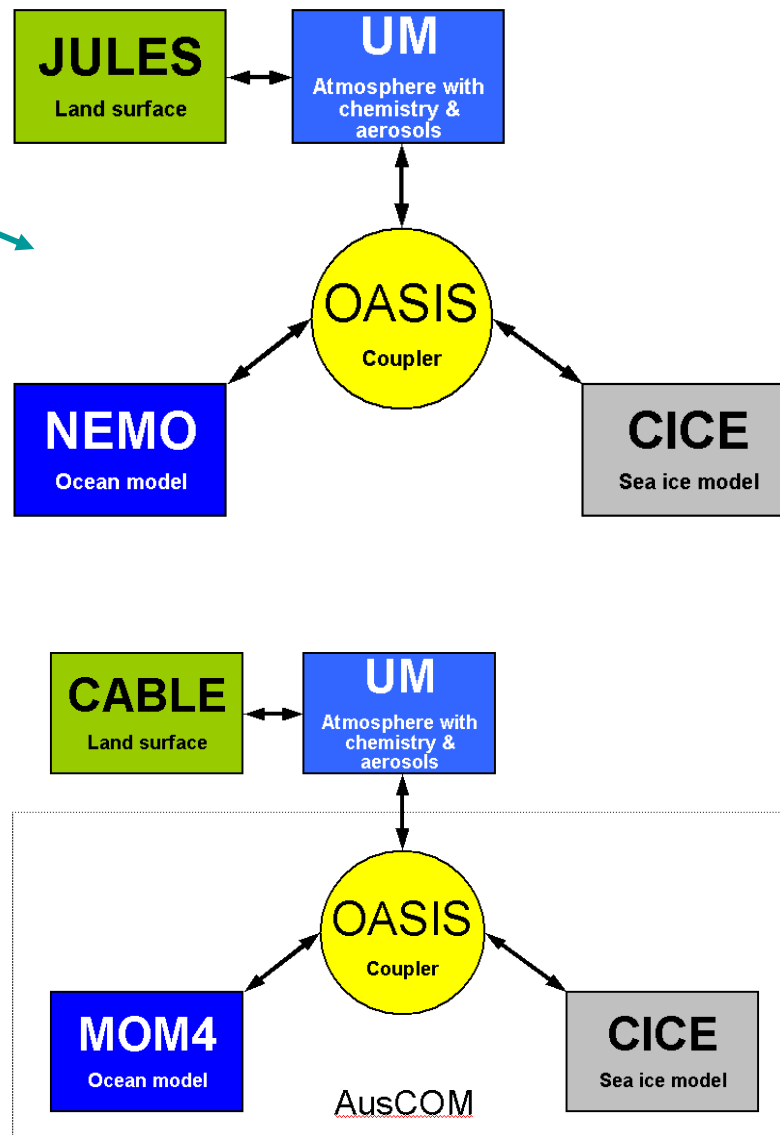 JULES
Land surface
UM
Atmosphere with
chemistry &
aerosols
OASIS
Coupler
NEMO
Ocean model
CICE
Sea ice model
CABLE
Land surface
UM
Atmosphere with
chemistry &
aerosols
OASIS
Coupler
MOM4
Ocean model
CICE
Sea ice model
AusCOM